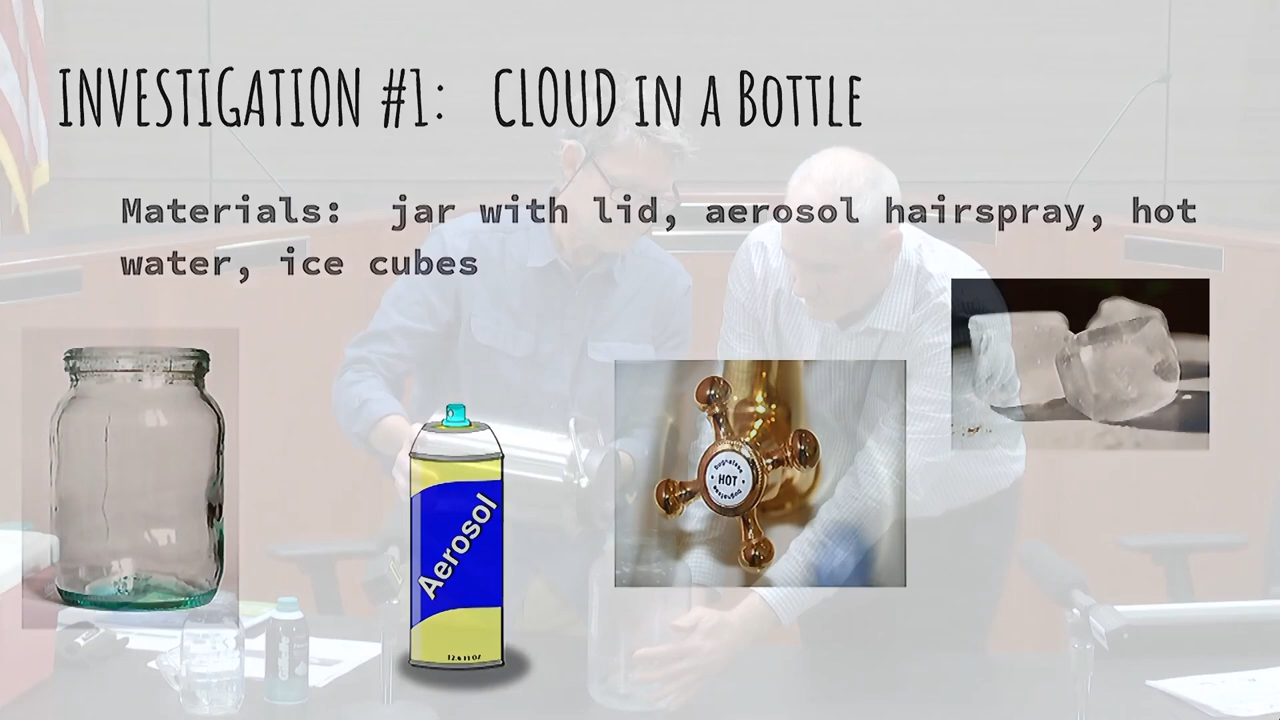 INVESTIGATION #1: CLOUD IN A BOTTLE
Materials: jar with lid, aerosol hairspray, hot
water, ice cubes
Aerosol
HOT